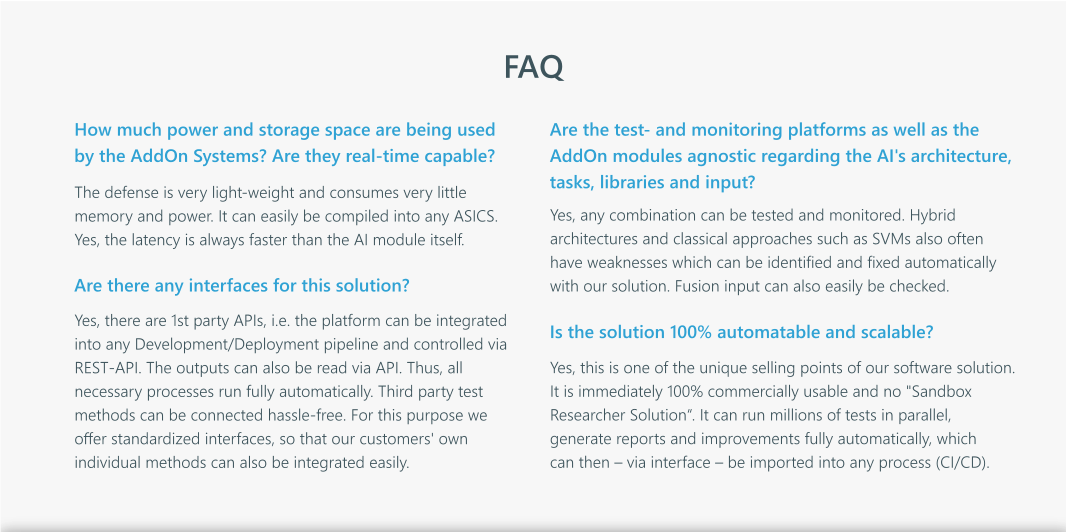 FAQ
How much power and storage space are being used
by the AddOn Systems? Are they real-time capable?
The defense is very light-weight and consumes very little
memory and power. It can easily be compiled into any ASICS.
Yes, the latency is always faster than the AI module itself.
Are there any interfaces for this solution?
Yes, there are 1st party APIs, i.e. the platform can be integrated
into any Development/Deployment pipeline and controlled via
REST-API. The outputs can also be read via API. Thus, all
necessary processes run fully automatically. Third party test
methods can be connected hassle-free. For this purpose we
offer standardized interfaces, so that our customers' own
individual methods can also be integrated easily.
Are the test- and monitoring platforms as well as the
AddOn modules agnostic regarding the AI's architecture,
tasks, libraries and input?
Yes, any combination can be tested and monitored. Hybrid
architectures and classical approaches such as SVMs also often
have weaknesses which can be identified and fixed automatically
with our solution. Fusion input can also easily be checked.
Is the solution 100% automatable and scalable?
Yes, this is one of the unique selling points of our software solution.
It is immediately 100% commercially usable and no "Sandbox
Researcher Solution”. It can run millions of tests in parallel,
generate reports and improvements fully automatically, which
can then – via interface – be imported into any process (CI/CD).